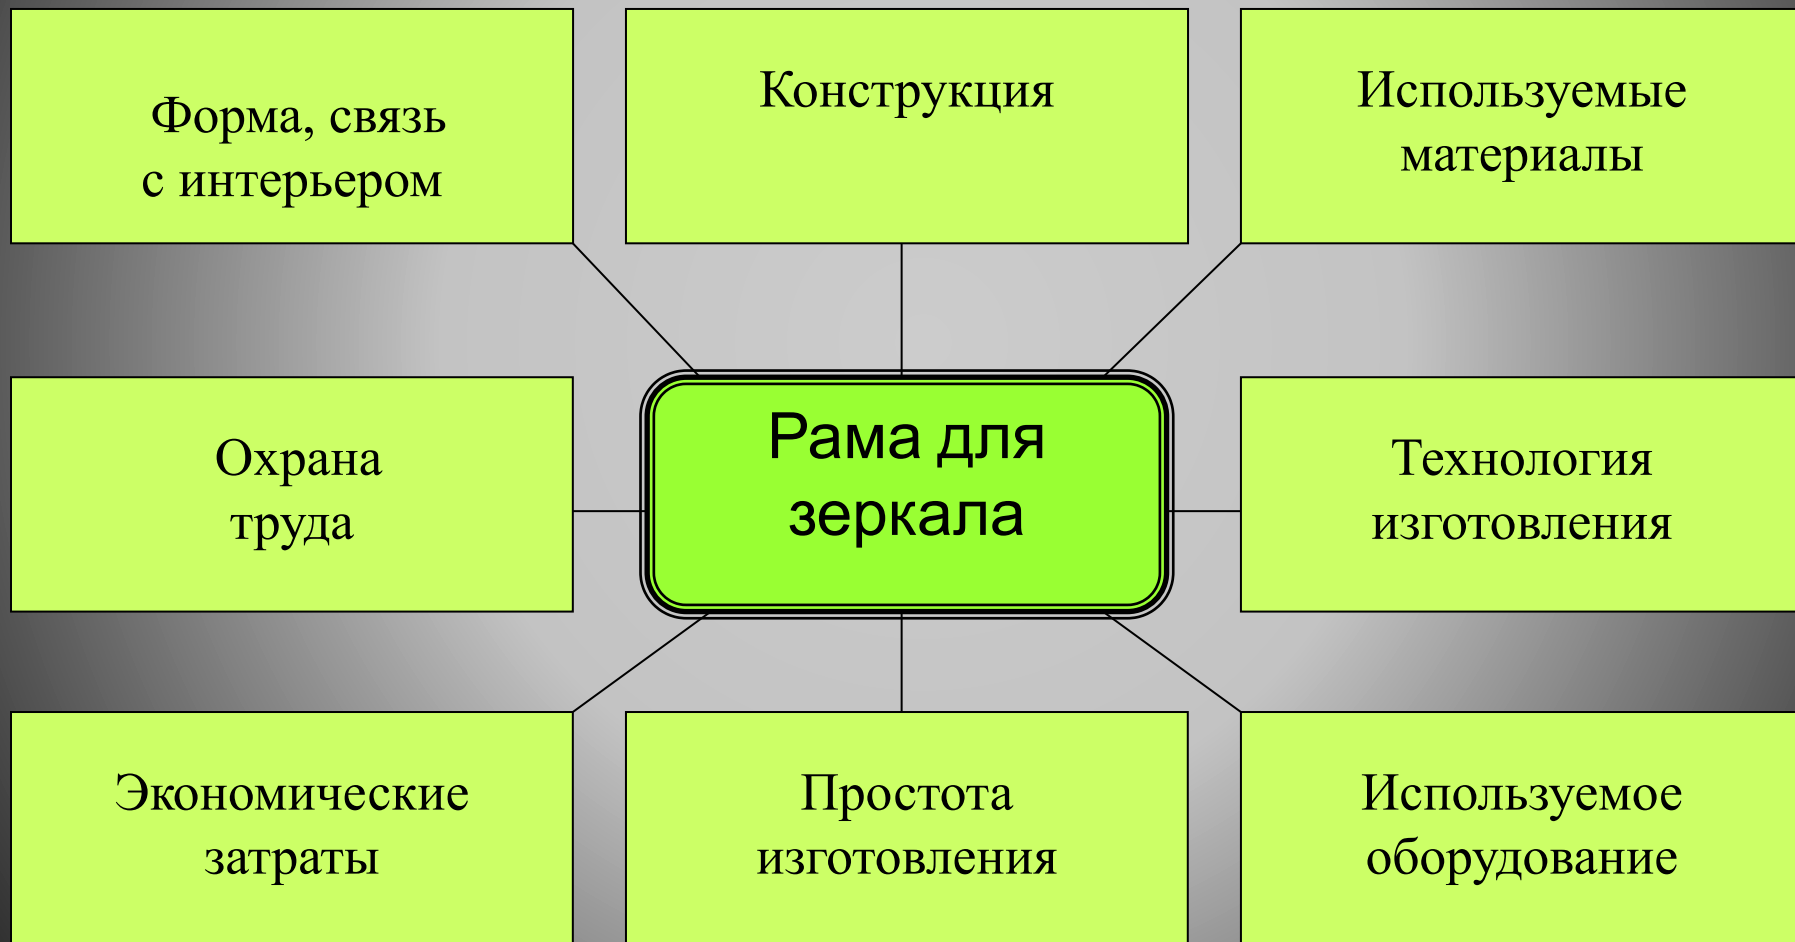 Форма, связь
с интерьером
Конструкция
Используемые
материалы
Охрана
труда
Рама для
зеркала
Технология
изготовления
Экономические
затраты
Простота
изготовления
Используемое
оборудование